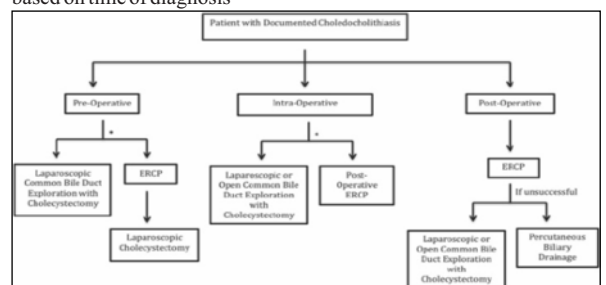 based on time of diagnosis
Patient with Documented Choledocholithiasis
Pre-Operative
Intra-Operative
Post-Operative
*
*
Laparoscopic
Common Bile Duct
Exploration with
Cholecystectomy
ERCP
Laparoscopic or
Open Common Bile
Duct Exploration
with
Cholecystectomy
Post-
Operative
ERCP
ERCP
If unsuccessful
Laparoscopic
Cholecystectomy
Laparoscopic or
Open Common Bile
Duct Exploration
with
Cholecystectomy
Percutaneous
Biliary
Drainage